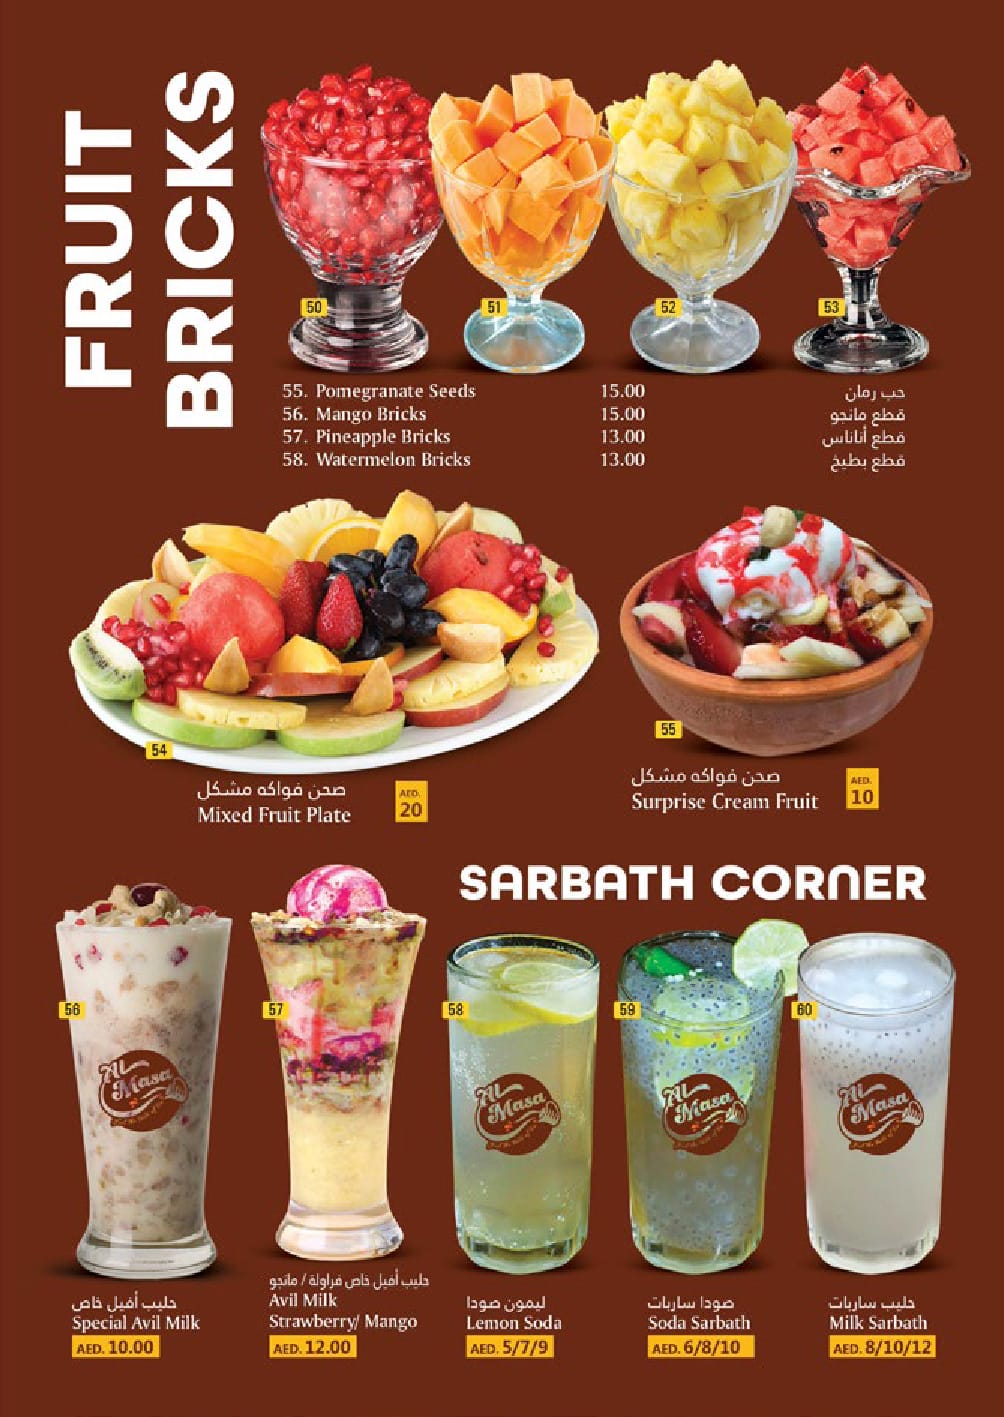 FRUIT
BRICKS
50
51
52
53
55. Pomegranate Seeds 15.00 حب رمان
56. Mango Bricks 15.00 قطع مانجو
57. Pineapple Bricks 13.00 قطع أناناس
58. Watermelon Bricks 13.00 قطع بطيخ
54
صحن فواكه مشكل
Mixed Fruit Plate
AED.
20
55
صحن فواكه مشكل
Surprise Cream Fruit
AED.
10
SARBATH CORNER
56
Al
Masa
حليب أفيل خاص
Special Avil Milk
AED. 10.00
57
حليب أفيل خاص فراولة / مانجو
Avil Milk
Strawberry/ Mango
AED. 12.00
58
Al
Masa
ليمون صودا
Lemon Soda
AED. 5/7/9
59
Al
Masa
صودا ساربات
Soda Sarbath
AED. 6/8/10
60
Al
Masa
حليب ساربات
Milk Sarbath
AED. 8/10/12